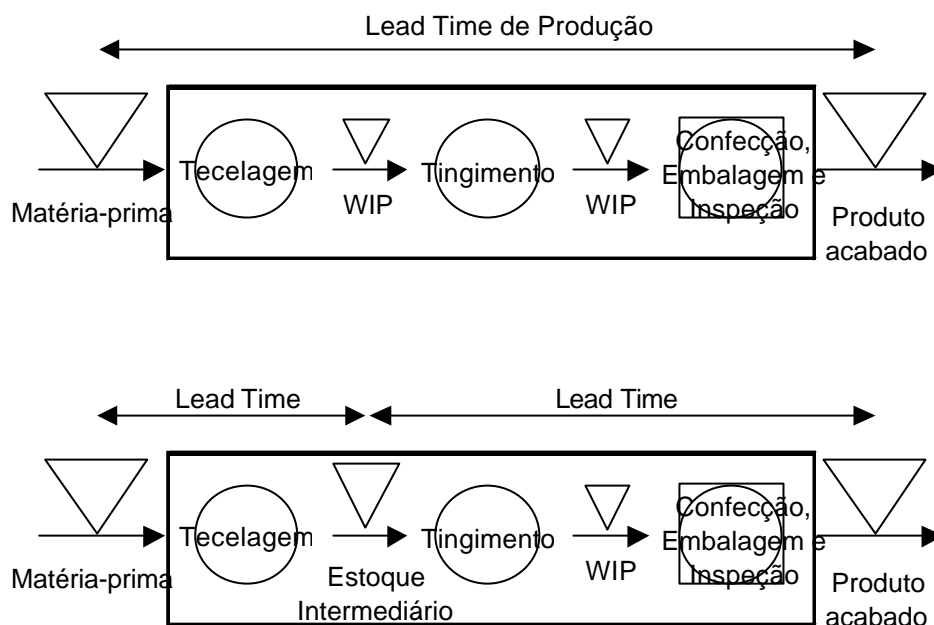 Lead Time de Produção
Tecelagem
Matéria-prima
WIP
Tingimento
WIP
Confecção,
Embalagem e
Inspeção
Produto
acabado
Lead Time
Lead Time
Tecelagem
Matéria-prima
Estoque
Intermediário
Tingimento
WIP
Confecção,
Embalagem e
Inspeção
Produto
acabado